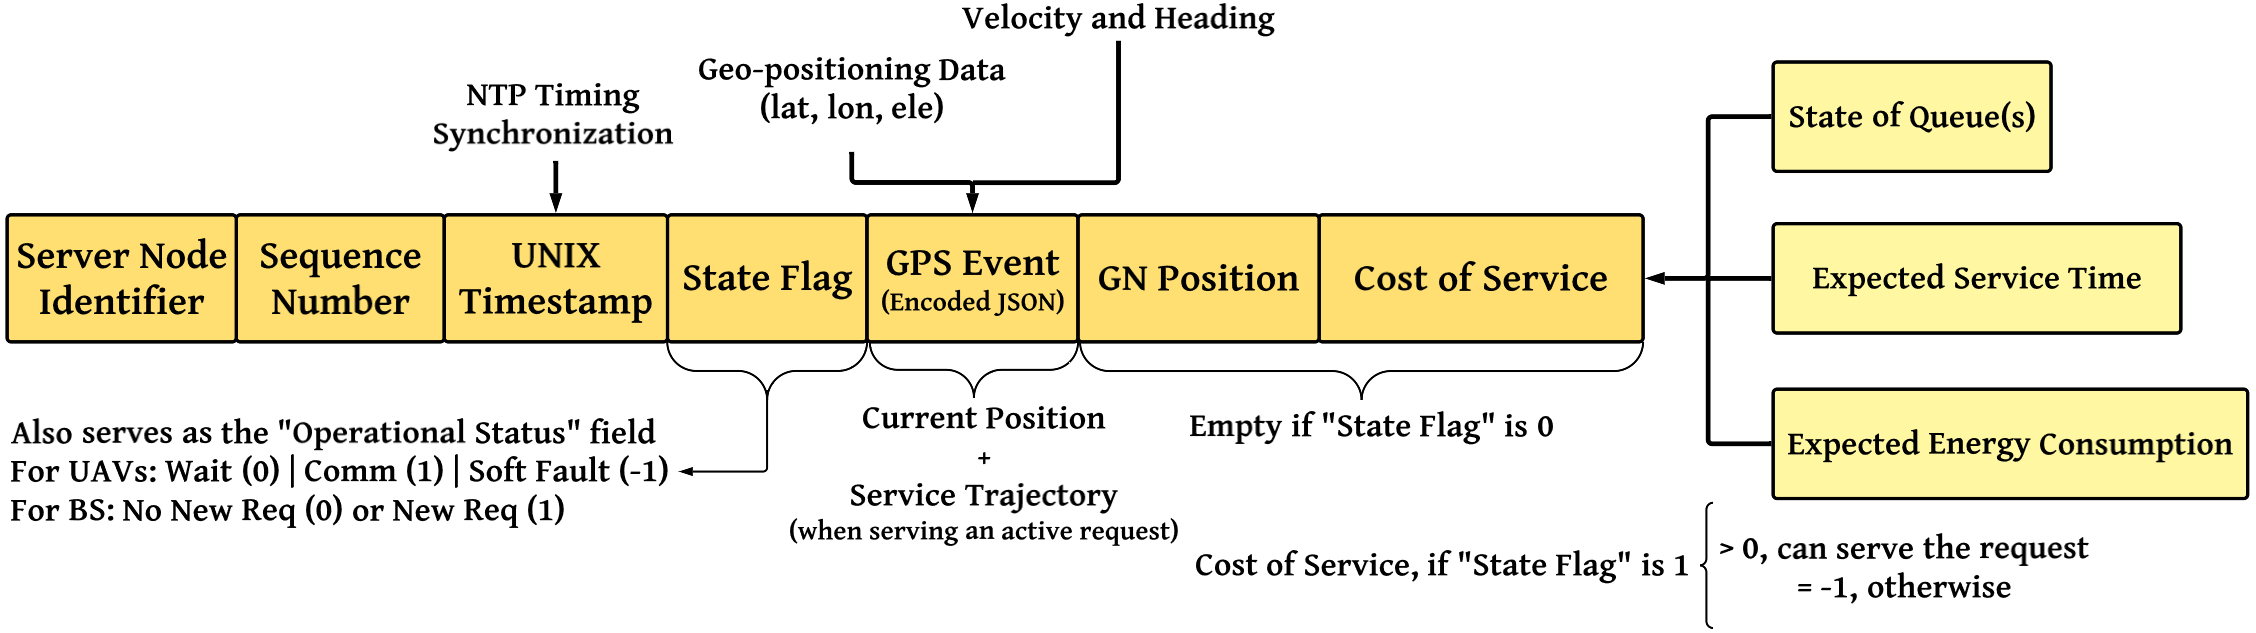 Velocity and Heading
Geo-positioning Data
(lat, lon, ele)
NTP Timing
Synchronization
Server Node
Identifier
Sequence
Number
UNIX
Timestamp
State Flag
GPS Event
(Encoded JSON)
GN Position
Cost of Service
State of Queue(s)
Expected Service Time
Expected Energy Consumption
Also serves as the "Operational Status" field
For UAVs: Wait (0) | Comm (1) | Soft Fault (-1)
For BS: No New Req (0) or New Req (1)
Current Position
+
Service Trajectory
(when serving an active request)
Empty if "State Flag" is 0
Cost of Service, if "State Flag" is 1
> 0, can serve the request
= -1, otherwise